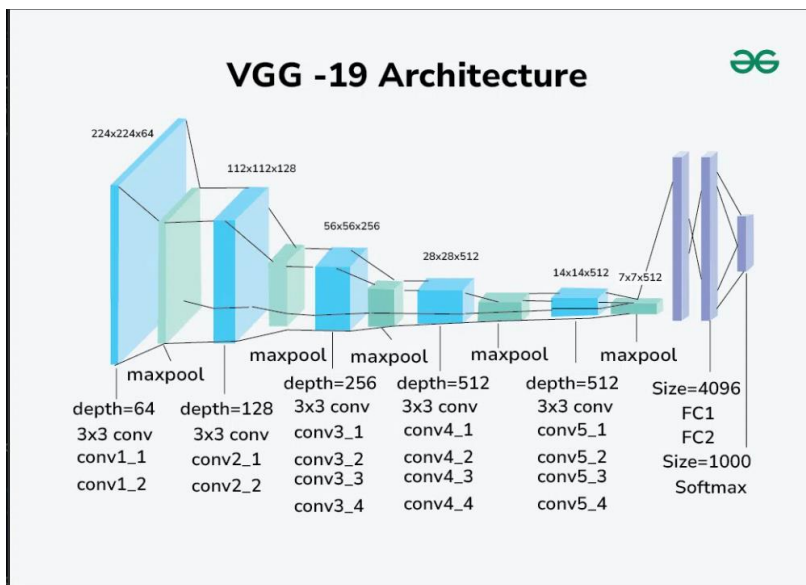 VGG -19 Architecture
224x224x64
112x112x128
56x56x256
28x28x512
14x14x512
7x7x512
maxpool
maxpool
maxpool
maxpool
maxpool
depth=64
3x3 conv
conv1_1
conv1_2
depth=128
3x3 conv
conv2_1
conv2_2
depth=256
3x3 conv
conv3_1
conv3_2
conv3_3
conv3_4
depth=512
3x3 conv
conv4_1
conv4_2
conv4_3
conv4_4
depth=512
3x3 conv
conv5_1
conv5_2
conv5_3
conv5_4
Size=4096
FC1
FC2
Size=1000
Softmax